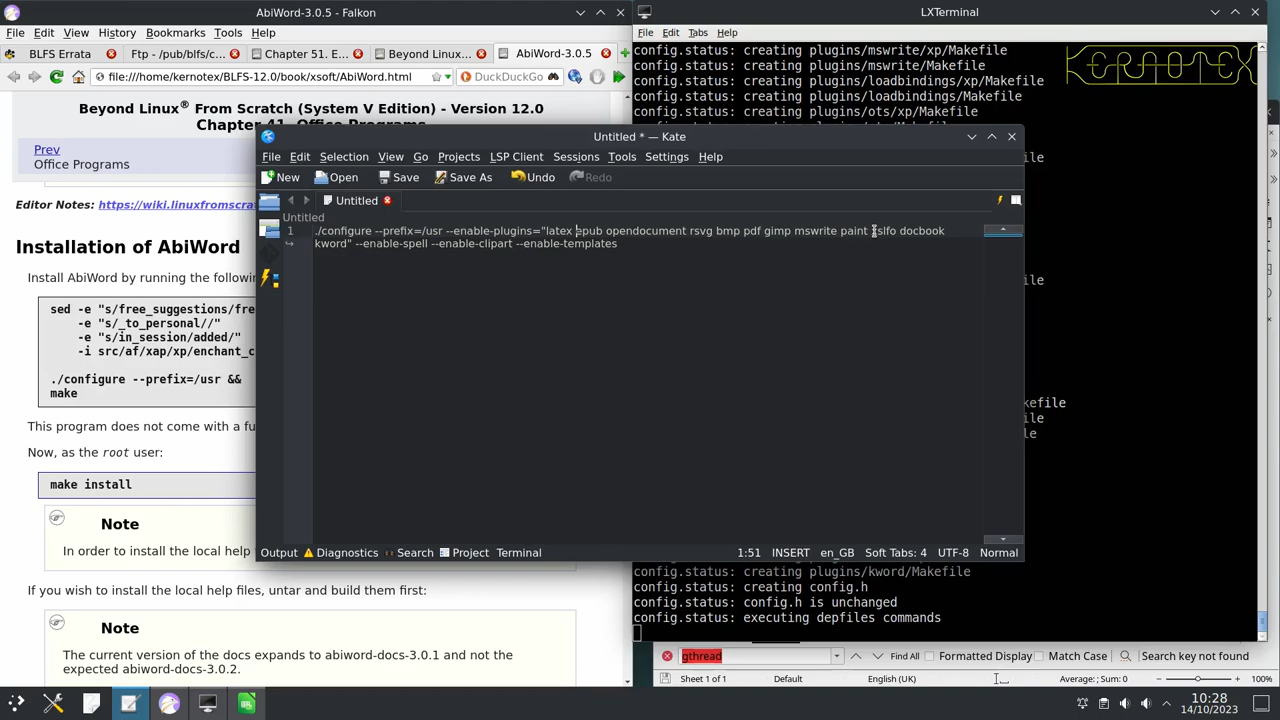 AbiWord-3.0.5 - Falkon
File Edit View History Bookmarks Tools Help
BLFS Errata
Ftp - /pub/blfs/c...
Chapter 51. E...
Beyond Linux...
AbiWord-3.0.5
file:///home/kernotex/BLFS-12.0/book/xsoft/AbiWord.html
DuckDuckGo
Beyond Linux® From Scratch (System V Edition) - Version 12.0
Chapter 41. Office Programs
Prev
Office Programs
Editor Notes: https://wiki.linuxfromscra
Installation of AbiWord
Install AbiWord by running the followin
sed -e "s/free_suggestions/fre
-e "s/_to_personal//"
-e "s/in_session/added/"
-i src/af/xap/xp/enchant_c
./configure --prefix=/usr &&
make
This program does not come with a fu
Now, as the root user:
make install
Note
In order to install the local help
If you wish to install the local help files, untar and build them first:
Note
The current version of the docs expands to abiword-docs-3.0.1 and not the
expected abiword-docs-3.0.2.
Untitled * — Kate
File Edit Selection View Go Projects LSP Client Sessions Tools Settings Help
New Open Save Save As Undo Redo
Untitled
Untitled
1 ./configure --prefix=/usr --enable-plugins="latex epub opendocument rsvg bmp pdf gimp mswrite paint xslfo docbook
kword" --enable-spell --enable-clipart --enable-templates
Output Diagnostics Search Project Terminal 1:51 INSERT en_GB Soft Tabs: 4 UTF-8 Normal
LXTerminal
File Edit Tabs Help
KERNOTEX
config.status: creating plugins/mswrite/xp/Makefile
config.status: creating plugins/mswrite/Makefile
config.status: creating plugins/loadbindings/xp/Makefile
config.status: creating plugins/loadbindings/Makefile
config.status: creating plugins/ots/xp/Makefile
ile
ile
kefile
ile
le
config.status: creating plugins/kword/Makefile
config.status: creating config.h
config.status: config.h is unchanged
config.status: executing depfiles commands
gthread
Find All Formatted Display Match Case Search key not found
Sheet 1 of 1 English (UK) Average: ; Sum: 0 100%
10:28
14/10/2023